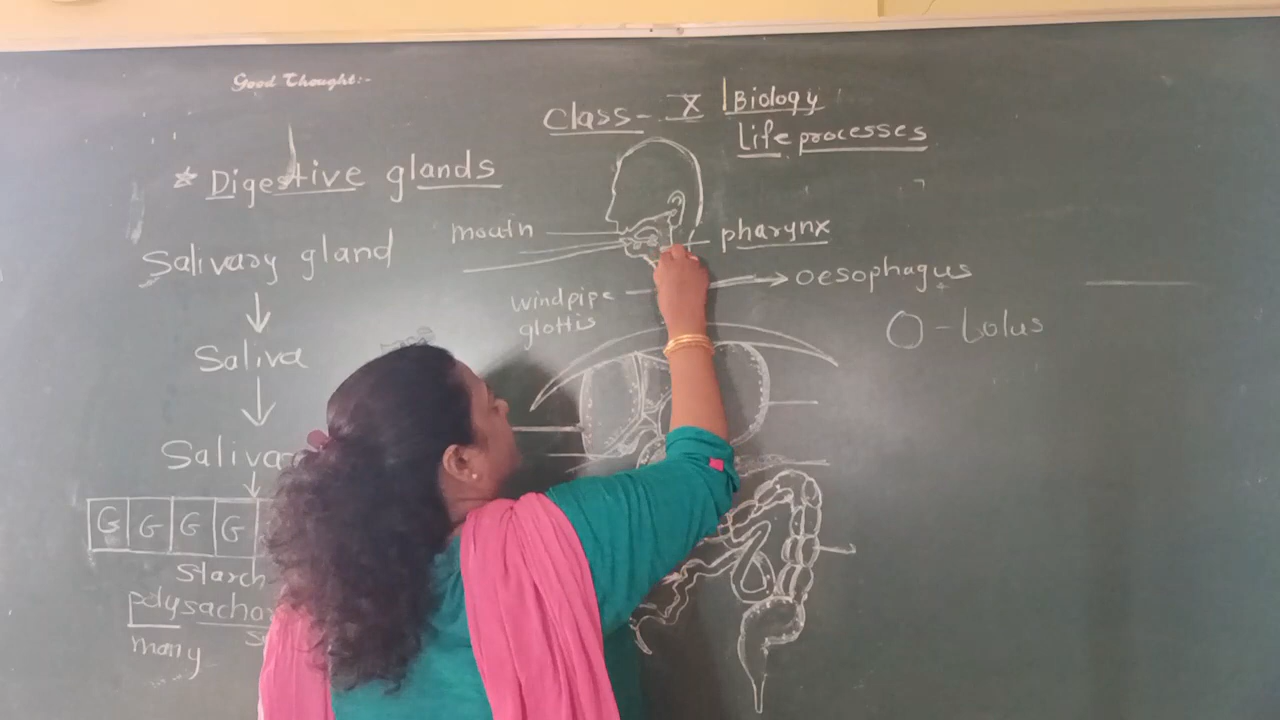 Good Thought:-
Class- X Biology
Life processes
* Digestive glands
Salivary gland
Saliva
Starch
many
G G G G
mouth
pharynx
oesophagus
windpipe
glottis
O - bolus